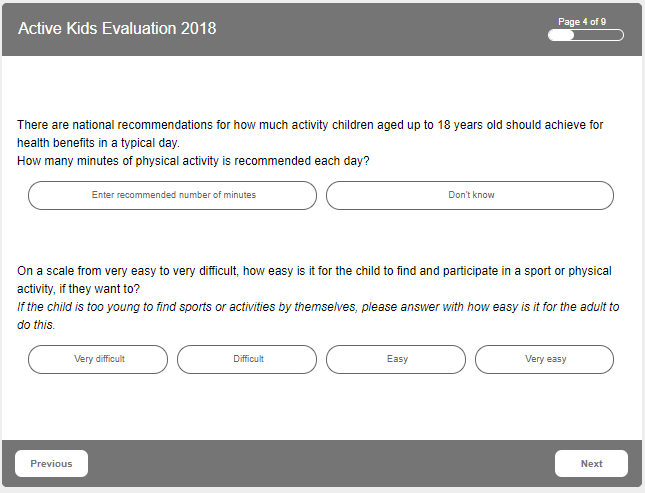 Active Kids Evaluation 2018
Page 4 of 9
There are national recommendations for how much activity children aged up to 18 years old should achieve for
health benefits in a typical day.
How many minutes of physical activity is recommended each day?
Enter recommended number of minutes
Don't know
On a scale from very easy to very difficult, how easy is it for the child to find and participate in a sport or physical
activity, if they want to?
If the child is too young to find sports or activities by themselves, please answer with how easy is it for the adult to
do this.
Very difficult
Difficult
Easy
Very easy
Previous
Next